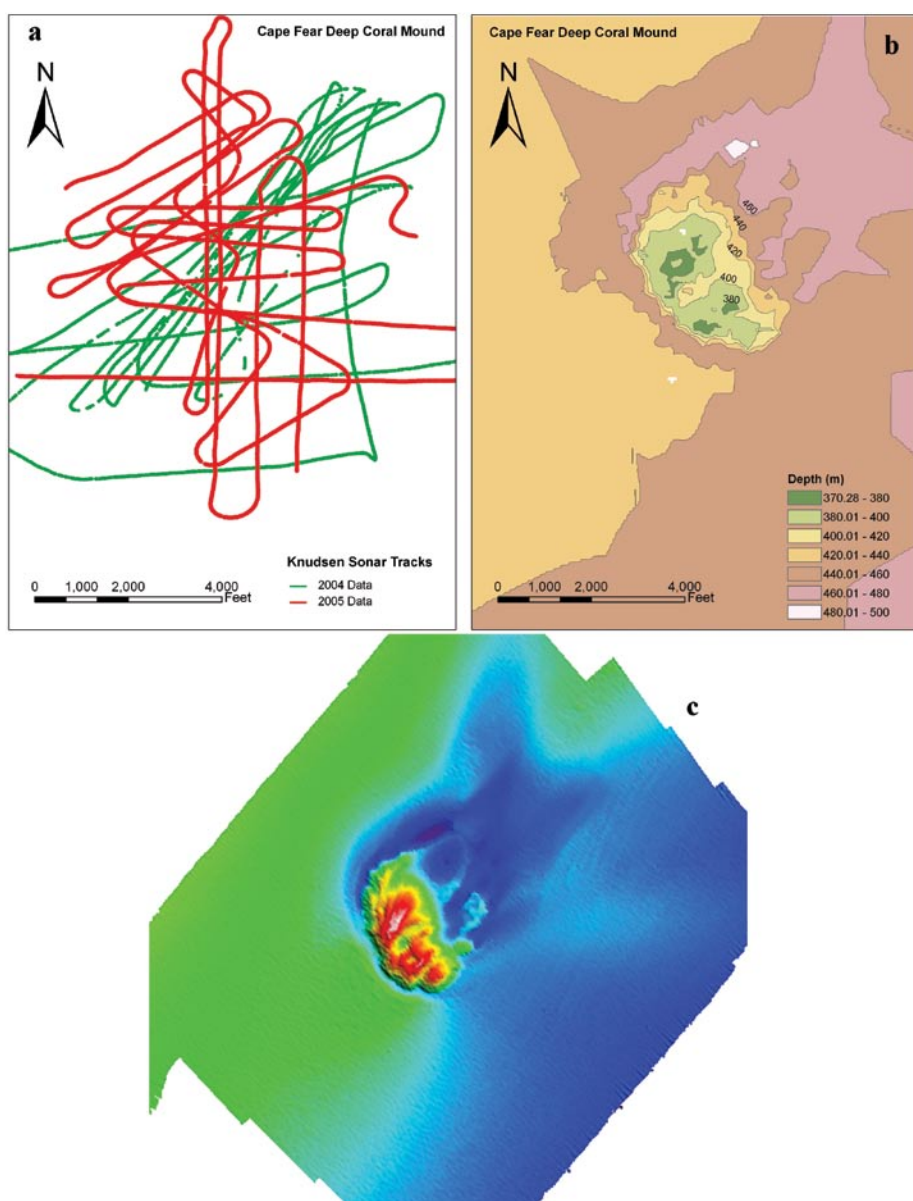 a
Cape Fear Deep Coral Mound
N
Knudsen Sonar Tracks
2004 Data
2005 Data
0 1,000 2,000 4,000
Feet
Cape Fear Deep Coral Mound
b
N
460
440
420
400
380
Depth (m)
370.28 - 380
380.01 - 400
400.01 - 420
420.01 - 440
440.01 - 460
460.01 - 480
480.01 - 500
0 1,000 2,000 4,000
Feet
c